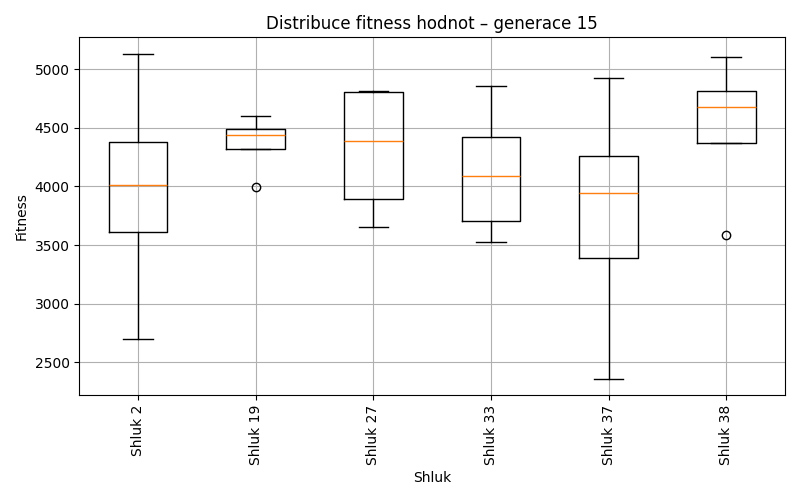 Distribuce fitness hodnot – generace 15
Fitness
5000
4500
4000
3500
3000
2500
Shluk 2
Shluk 19
Shluk 27
Shluk 33
Shluk 37
Shluk 38
Shluk